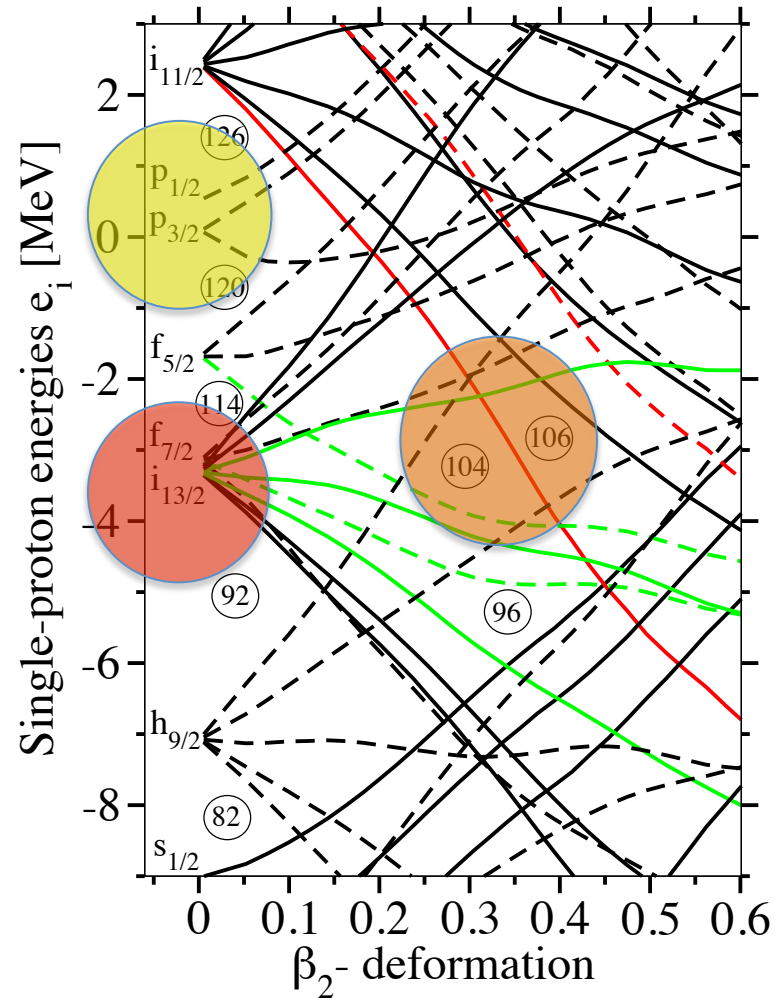 i11/2
2
126
p1/2
p3/2
0
120
f5/2
-2
114
f7/2
106
104
i13/2
-4
92
96
-6
h9/2
-8
82
s1/2
0 0.1 0.2 0.3 0.4 0.5 0.6
β2- deformation
Single-proton energies ei [MeV]